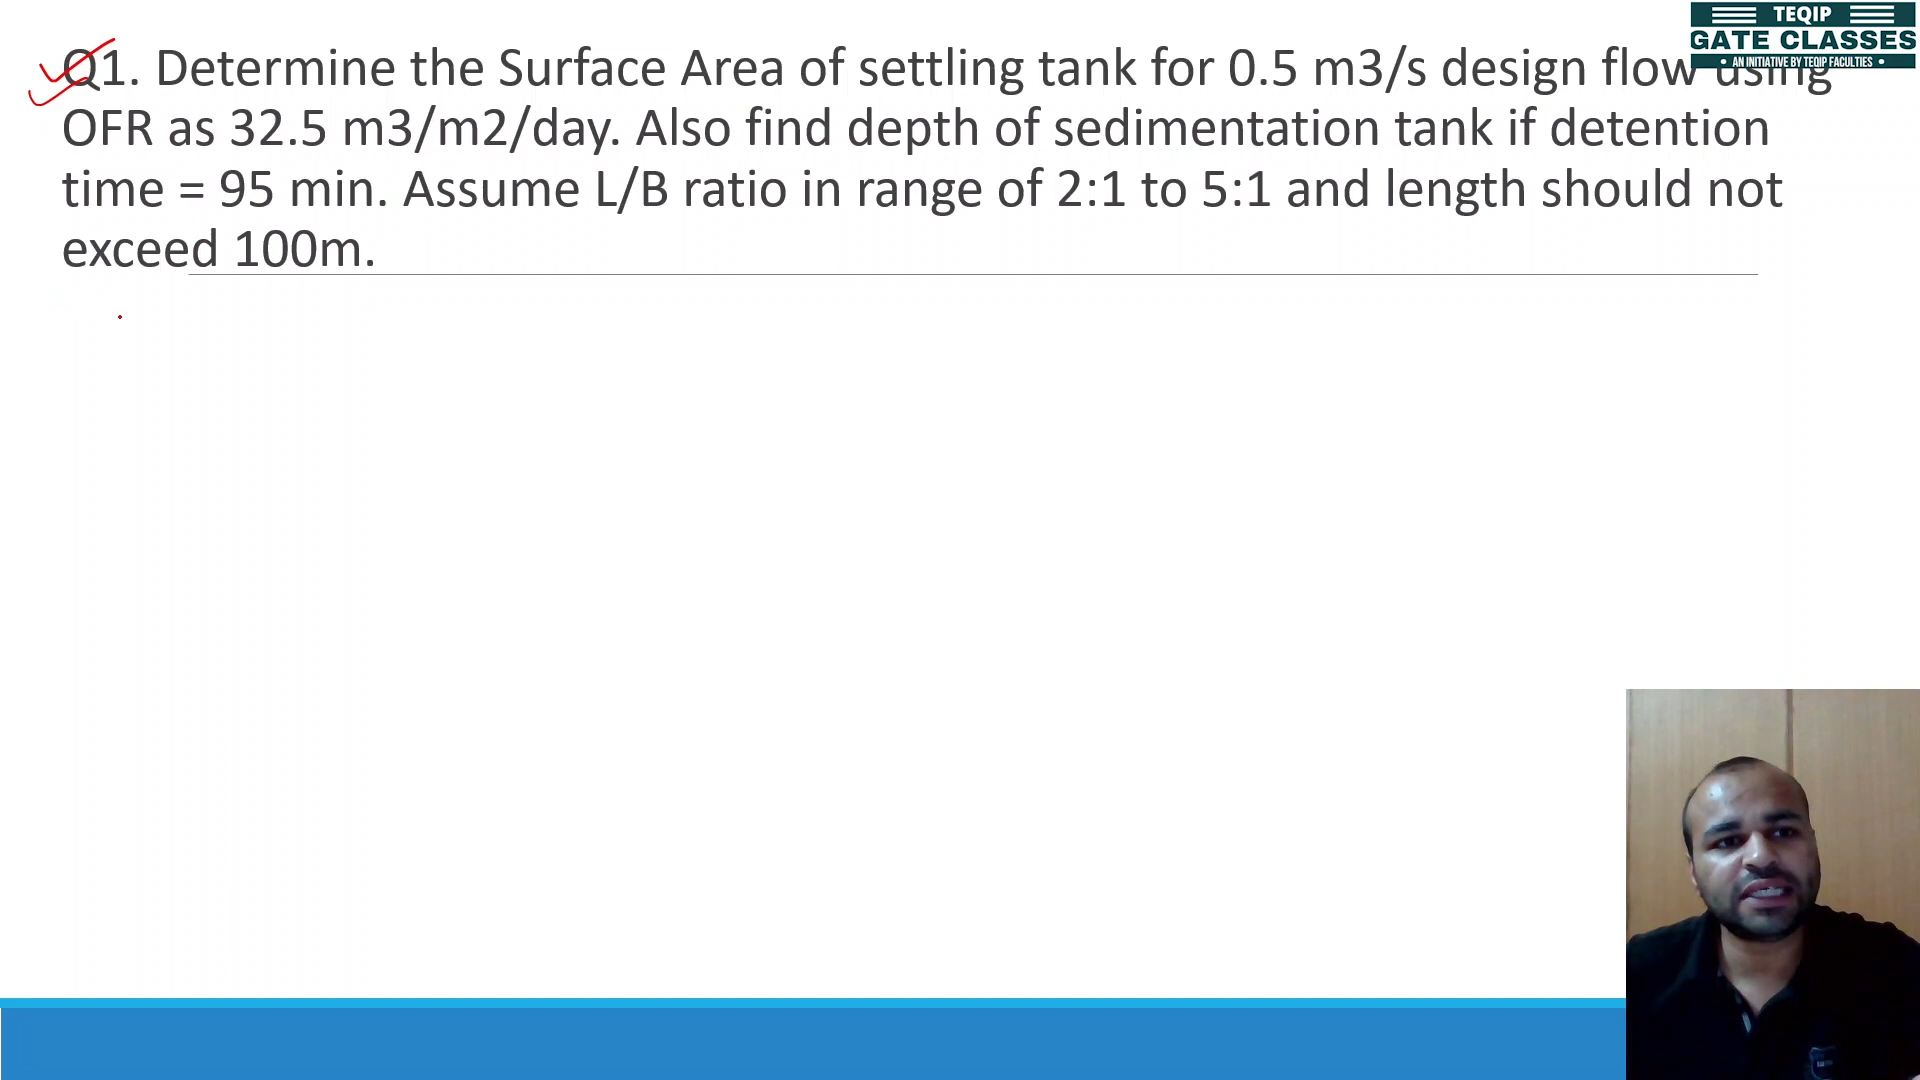 TEQIP
GATE CLASSES
• AN INITIATIVE BY TEQIP FACULTIES •
Q1. Determine the Surface Area of settling tank for 0.5 m3/s design flow using
OFR as 32.5 m3/m2/day. Also find depth of sedimentation tank if detention
time = 95 min. Assume L/B ratio in range of 2:1 to 5:1 and length should not
exceed 100m.